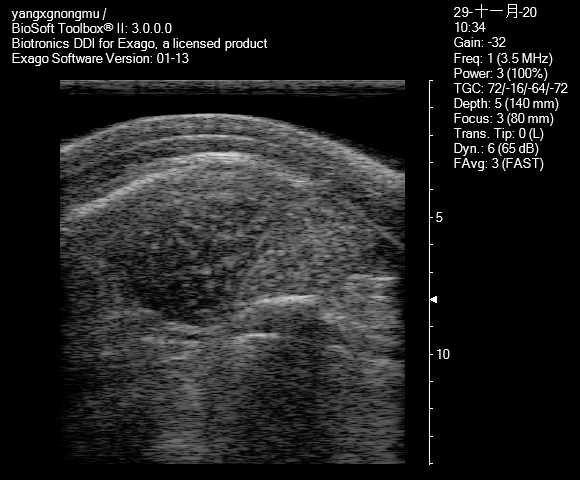 yangxgnongmu /
BioSoft Toolbox® II: 3.0.0.0
Biotronics DDI for Exago, a licensed product
Exago Software Version: 01-13
29-十一月-20
10:34
Gain: -32
Freq: 1 (3.5 MHz)
Power: 3 (100%)
TGC: 72/-16/-64/-72
Depth: 5 (140 mm)
Focus: 3 (80 mm)
Trans. Tip: 0 (L)
Dyn.: 6 (65 dB)
FAvg: 3 (FAST)
5
10